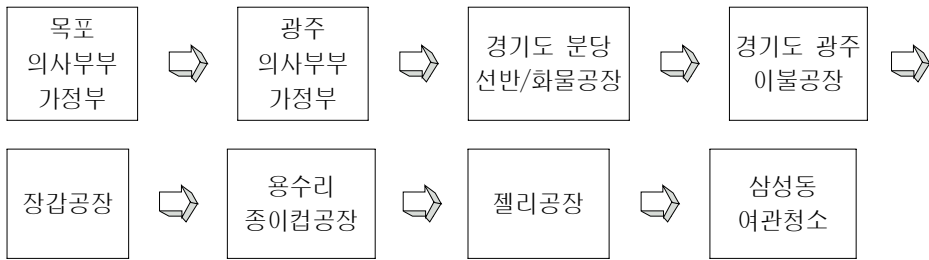 목포
의사부부
가정부
광주
의사부부
가정부
경기도 분당
선반/화물공장
경기도 광주
이불공장
장갑공장
용수리
종이컵공장
젤리공장
삼성동
여관청소